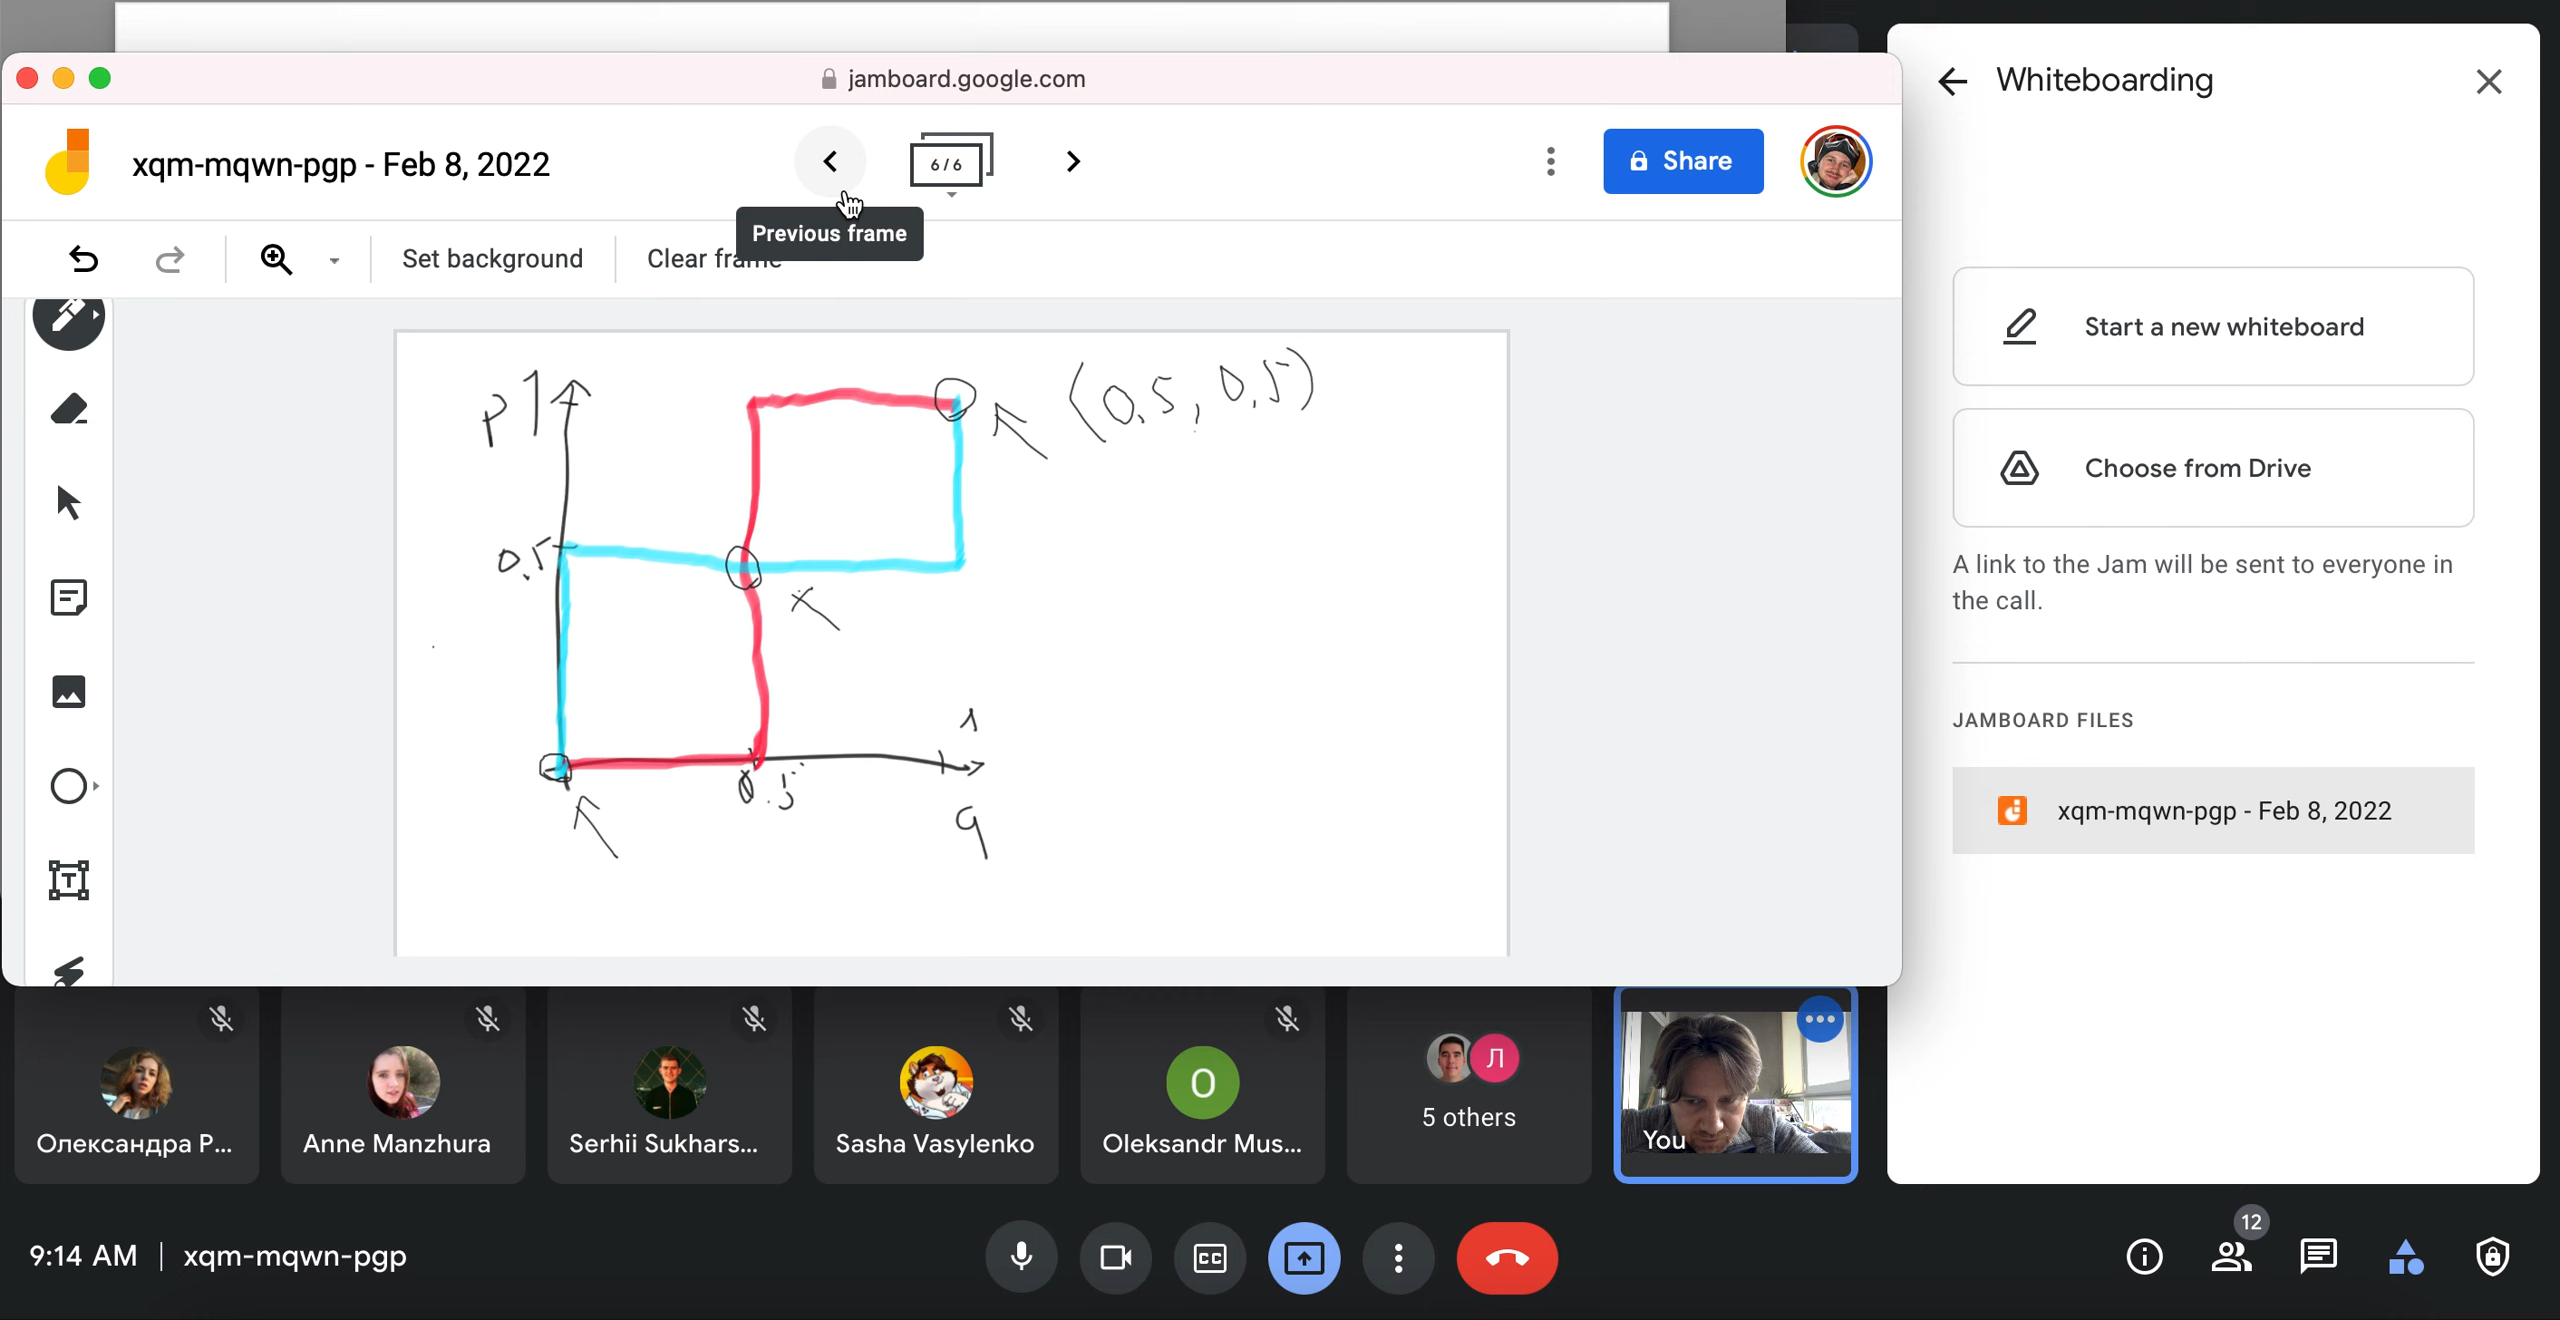 jamboard.google.com
Whiteboarding
xqm-mqwn-pgp - Feb 8, 2022
6 / 6
Share
Previous frame
Set background
Clear frame
Start a new whiteboard
Choose from Drive
A link to the Jam will be sent to everyone in
the call.
JAMBOARD FILES
xqm-mqwn-pgp - Feb 8, 2022
p 1
(0.5, 0.5)
0.5
1
0.5
q
Олександра Р...
Anne Manzhura
Serhii Sukhars...
Sasha Vasylenko
O
Oleksandr Mus...
Л
5 others
You
9:14 AM | xqm-mqwn-pgp
CC
12